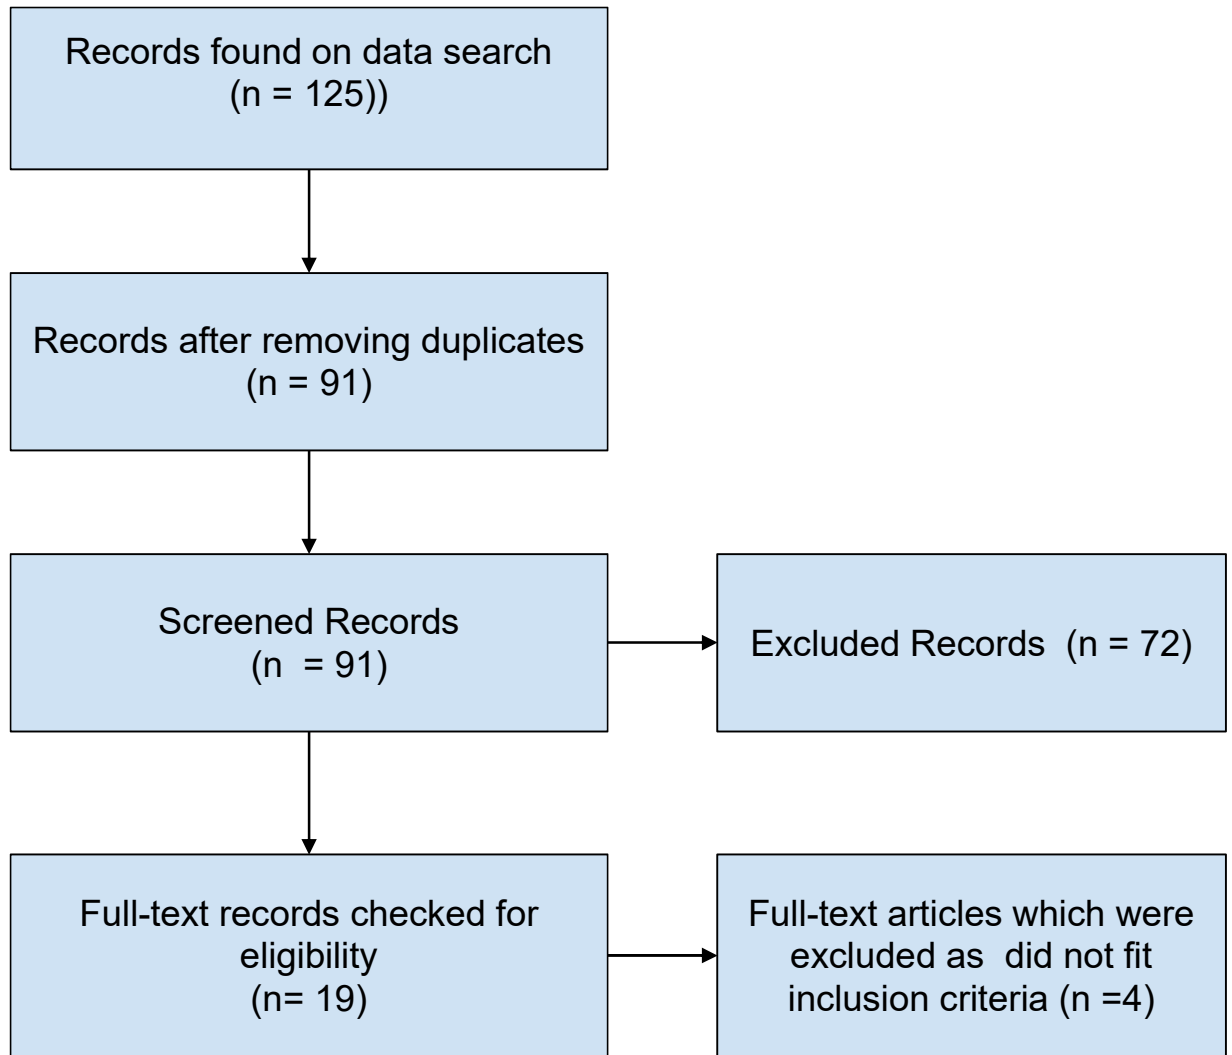 Records found on data search
(n = 125))
Records after removing duplicates
(n = 91)
Screened Records
(n  = 91)
Excluded Records  (n = 72)
Full-text records checked for
eligibility
(n= 19)
Full-text articles which were
excluded as  did not fit
inclusion criteria (n =4)